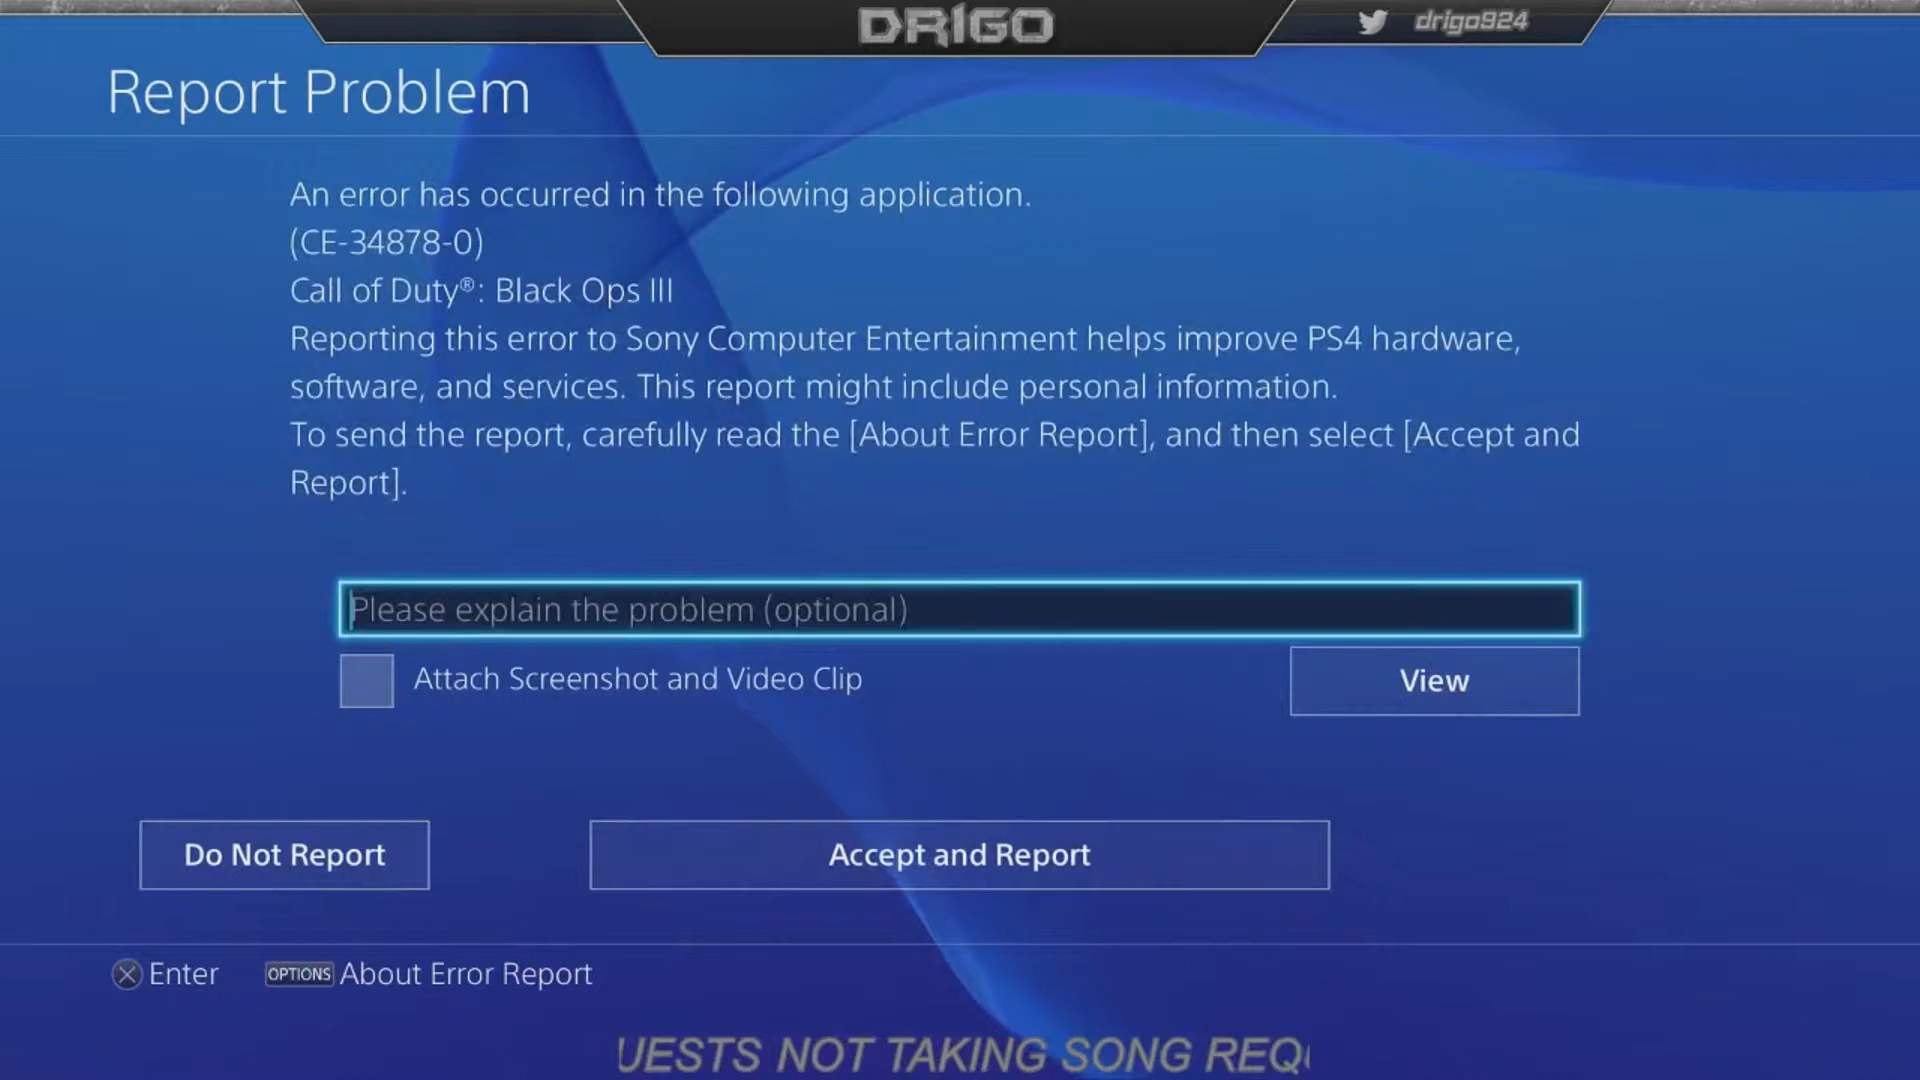 DRIGO
drigo924
Report Problem
An error has occurred in the following application.
(CE-34878-0)
Call of Duty®: Black Ops III
Reporting this error to Sony Computer Entertainment helps improve PS4 hardware,
software, and services. This report might include personal information.
To send the report, carefully read the [About Error Report], and then select [Accept and
Report].
Please explain the problem (optional)
Attach Screenshot and Video Clip
View
Do Not Report
Accept and Report
Enter
OPTIONS About Error Report
UESTS NOT TAKING SONG REQ